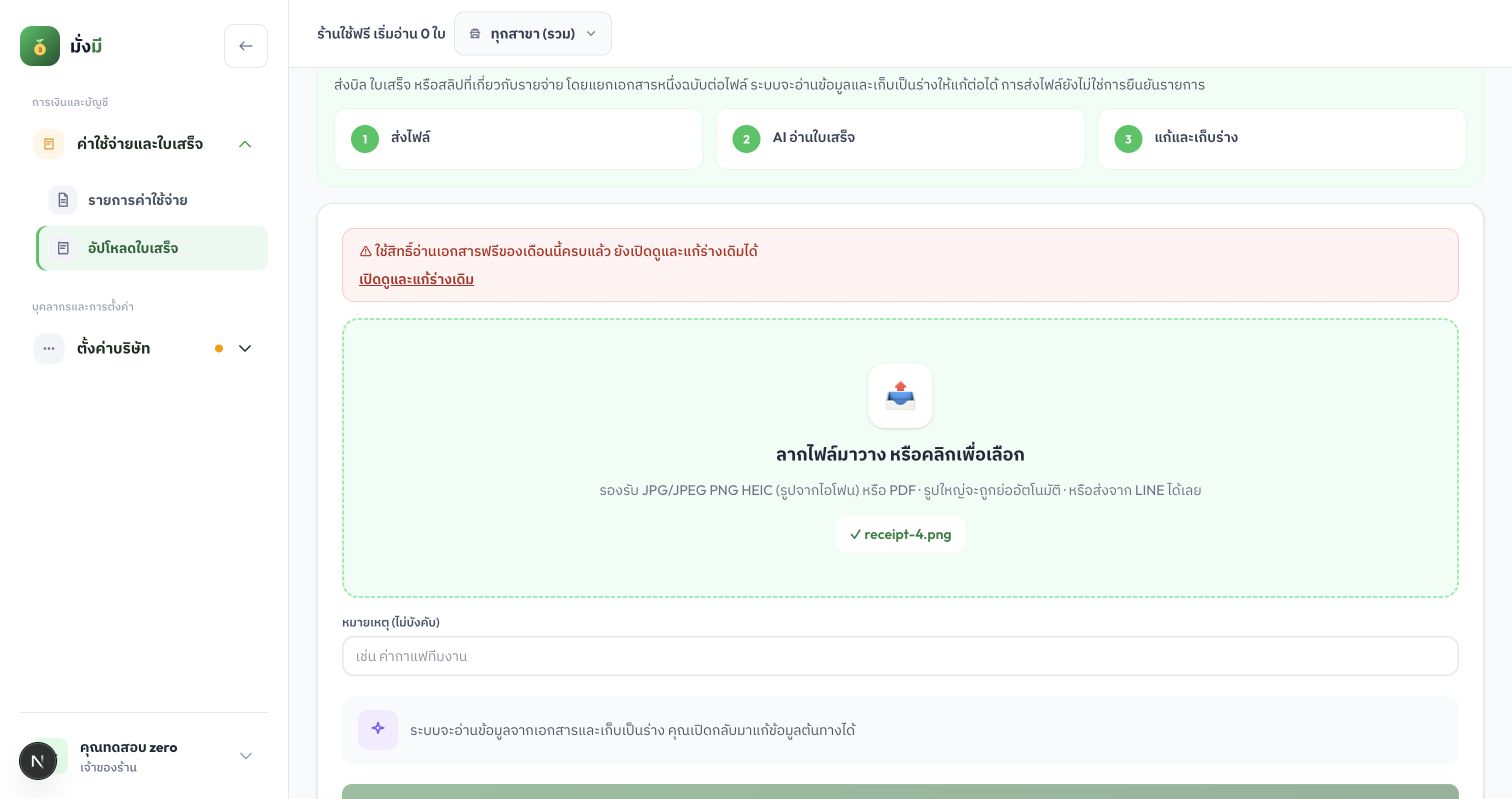 มั่งมี
ร้านใช้ฟรี เริ่มอ่าน 0 ใบ
ทุกสาขา (รวม)
การเงินและบัญชี
ค่าใช้จ่ายและใบเสร็จ
รายการค่าใช้จ่าย
อัปโหลดใบเสร็จ
บุคลากรและการตั้งค่า
ตั้งค่าบริษัท
คุณทดสอบ zero
เจ้าของร้าน
N
ส่งบิล ใบเสร็จ หรือสลิปที่เกี่ยวกับรายจ่าย โดยแยกเอกสารหนึ่งฉบับต่อไฟล์ ระบบจะอ่านข้อมูลและเก็บเป็นร่างให้แก้ต่อได้ การส่งไฟล์ยังไม่ใช่การยืนยันรายการ
1 ส่งไฟล์
2 AI อ่านใบเสร็จ
3 แก้และเก็บร่าง
ใช้สิทธิ์อ่านเอกสารฟรีของเดือนนี้ครบแล้ว ยังเปิดดูและแก้ร่างเดิมได้
เปิดดูและแก้ร่างเดิม
ลากไฟล์มาวาง หรือคลิกเพื่อเลือก
รองรับ JPG/JPEG PNG HEIC (รูปจากไอโฟน) หรือ PDF · รูปใหญ่จะถูกย่ออัตโนมัติ · หรือส่งจาก LINE ได้เลย
✓ receipt-4.png
หมายเหตุ (ไม่บังคับ)
เช่น ค่ากาแฟทีมงาน
ระบบจะอ่านข้อมูลจากเอกสารและเก็บเป็นร่าง คุณเปิดกลับมาแก้ข้อมูลต้นทางได้